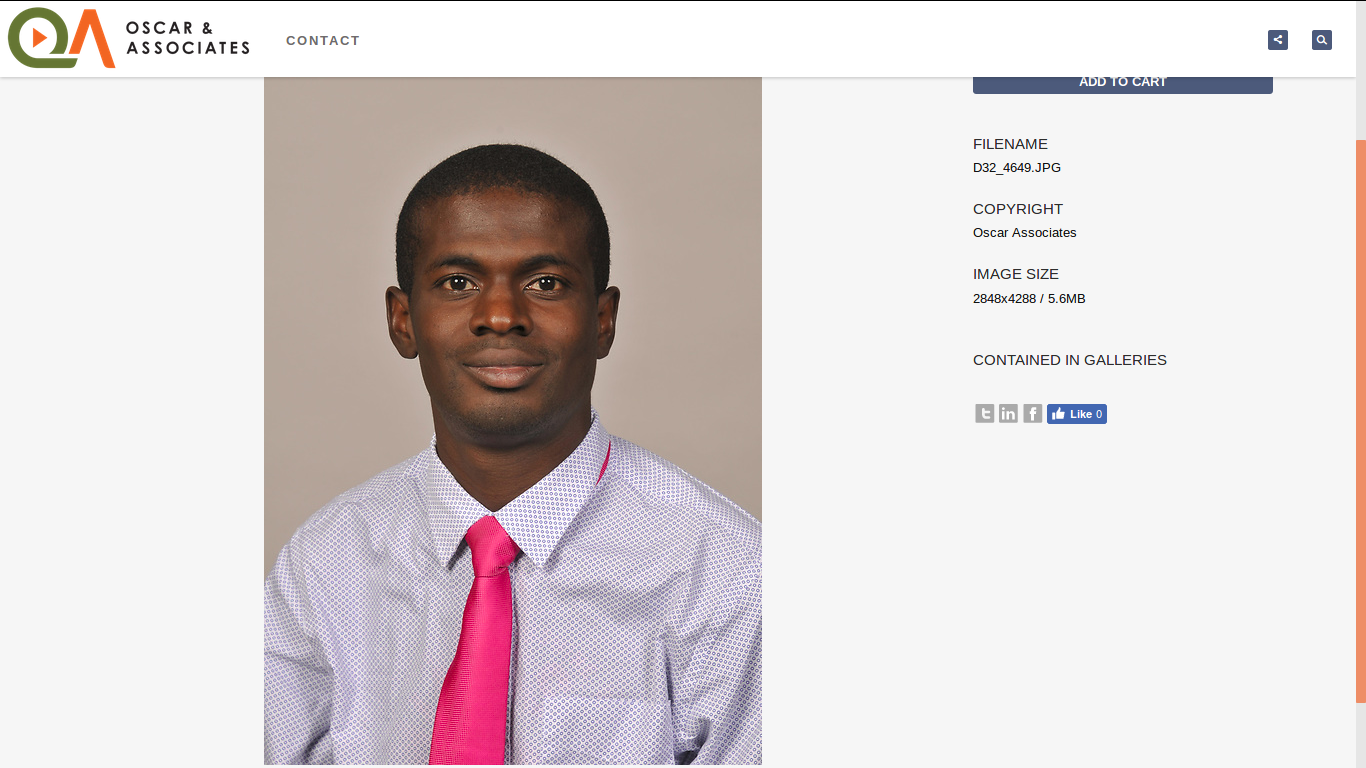 OSCAR &
ASSOCIATES
CONTACT
ADD TO CART
FILENAME
D32_4649.JPG
COPYRIGHT
Oscar Associates
IMAGE SIZE
2848x4288 / 5.6MB
CONTAINED IN GALLERIES
Like 0